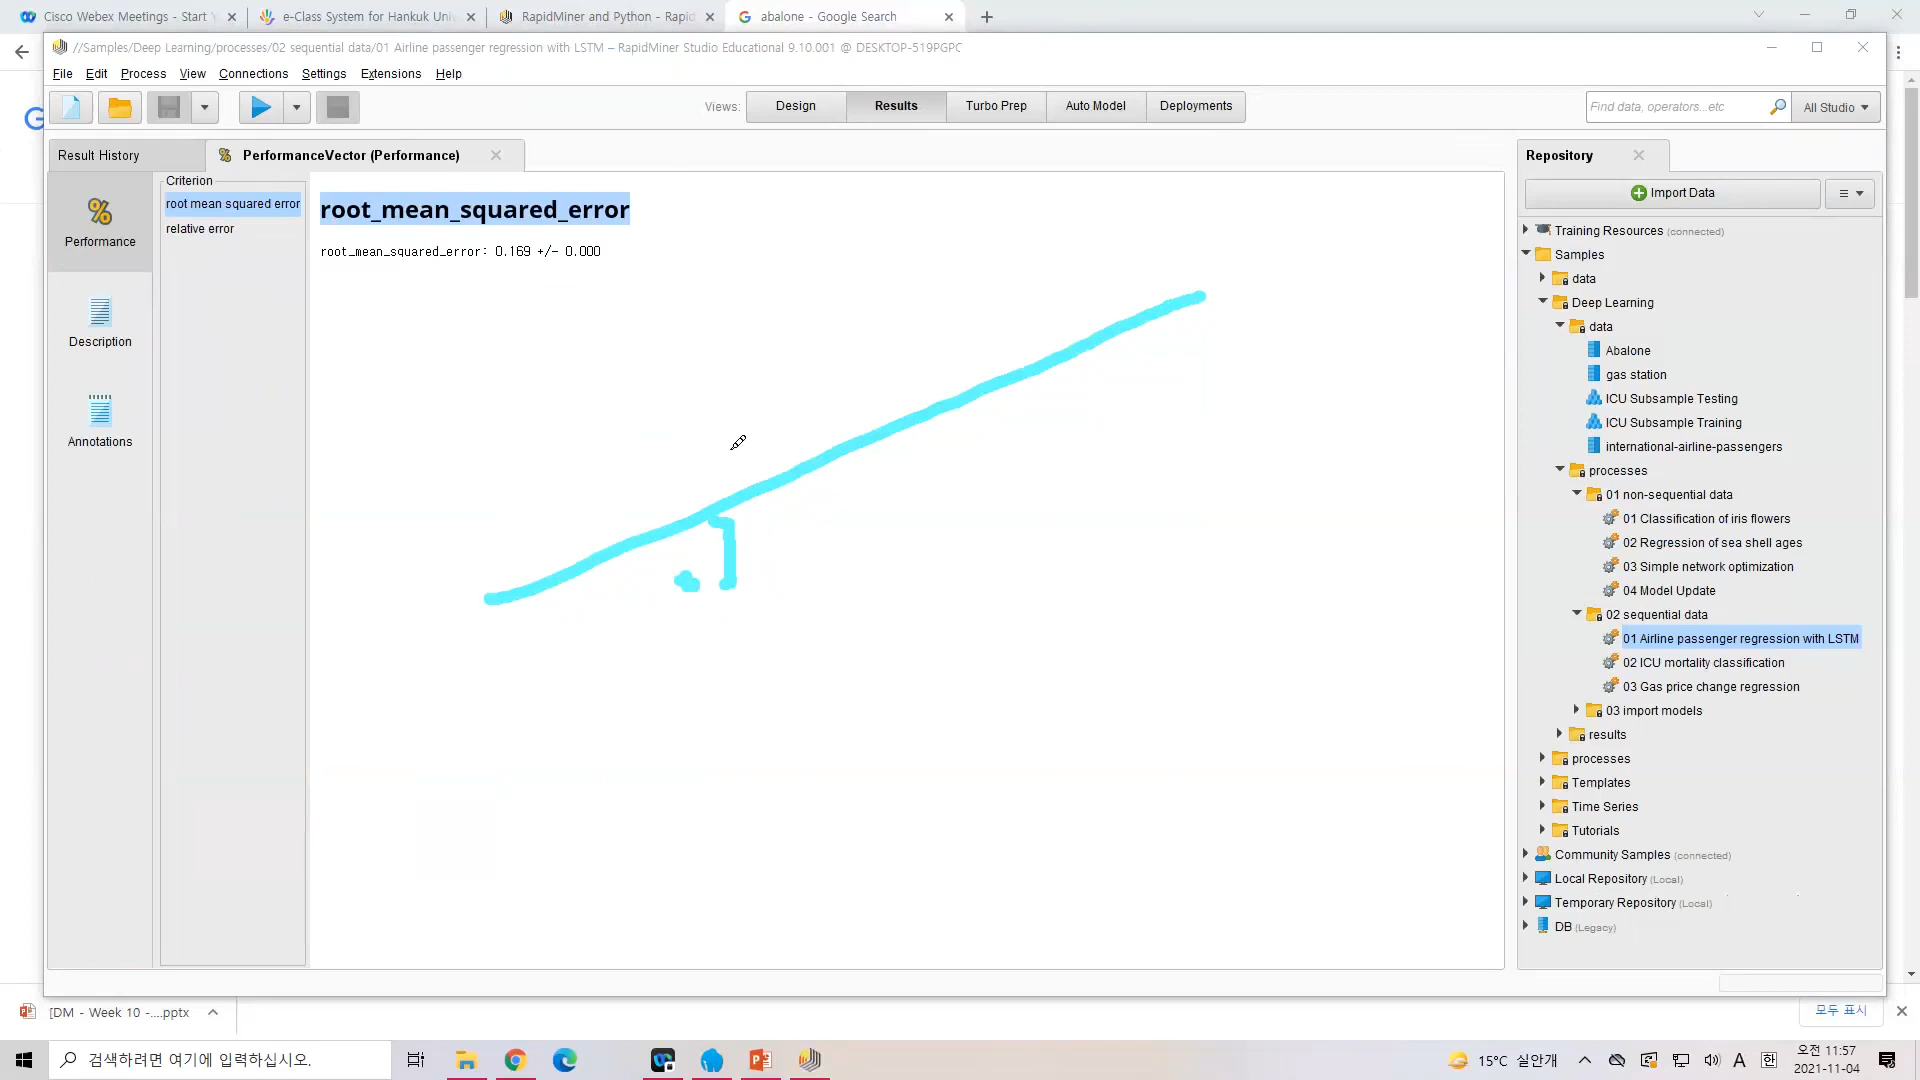 Cisco Webex Meetings - Start Y
e-Class System for Hankuk Univ
RapidMiner and Python - Rapid
abalone - Google Search
//Samples/Deep Learning/processes/02 sequential data/01 Airline passenger regression with LSTM – RapidMiner Studio Educational 9.10.001 @ DESKTOP-519PGPC
File Edit Process View Connections Settings Extensions Help
Views: Design Results Turbo Prep Auto Model Deployments
Find data, operators...etc
All Studio
Result History
PerformanceVector (Performance)
Performance
Description
Annotations
Criterion
root mean squared error
relative error
root_mean_squared_error
root_mean_squared_error: 0.169 +/- 0.000
Repository
Import Data
Training Resources (connected)
Samples
data
Deep Learning
data
Abalone
gas station
ICU Subsample Testing
ICU Subsample Training
international-airline-passengers
processes
01 non-sequential data
01 Classification of iris flowers
02 Regression of sea shell ages
03 Simple network optimization
04 Model Update
02 sequential data
01 Airline passenger regression with LSTM
02 ICU mortality classification
03 Gas price change regression
03 import models
results
processes
Templates
Time Series
Tutorials
Community Samples (connected)
Local Repository (Local)
Temporary Repository (Local)
DB (Legacy)
[DM - Week 10 -....pptx
모두 표시
검색하려면 여기에 입력하십시오.
15°C 실안개
A
한
오전 11:57
2021-11-04